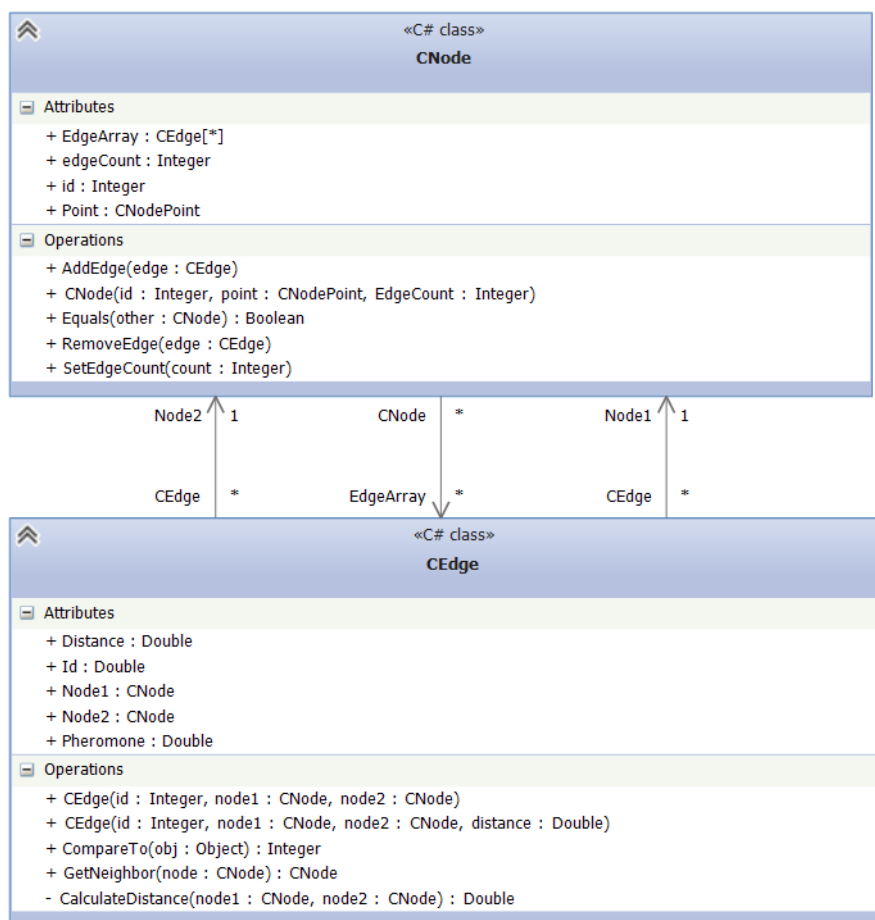 «C# class»
CNode
Attributes
+ EdgeArray : CEdge[*]
+ edgeCount : Integer
+ id : Integer
+ Point : CNodePoint
Operations
+ AddEdge(edge : CEdge)
+ CNode(id : Integer, point : CNodePoint, EdgeCount : Integer)
+ Equals(other : CNode) : Boolean
+ RemoveEdge(edge : CEdge)
+ SetEdgeCount(count : Integer)
Node2 1 CNode * Node1 1
CEdge * EdgeArray * CEdge *
«C# class»
CEdge
Attributes
+ Distance : Double
+ Id : Double
+ Node1 : CNode
+ Node2 : CNode
+ Pheromone : Double
Operations
+ CEdge(id : Integer, node1 : CNode, node2 : CNode)
+ CEdge(id : Integer, node1 : CNode, node2 : CNode, distance : Double)
+ CompareTo(obj : Object) : Integer
+ GetNeighbor(node : CNode) : CNode
- CalculateDistance(node1 : CNode, node2 : CNode) : Double